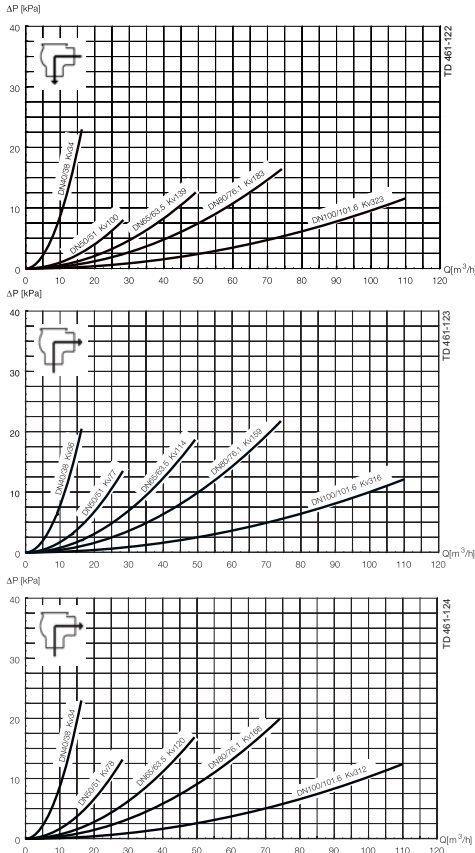 ΔP [kPa]
40
30
20
10
0
DN40/38 Kv34
DN50/51 Kv100
DN65/63.5 Kv139
DN80/76.1 Kv183
DN100/101.6 Kv323
TD 461-122
0 10 20 30 40 50 60 70 80 90 100 110 120
Q[m³/h]
ΔP [kPa]
40
30
20
10
0
DN40/38 Kv36
DN50/51 Kv77
DN65/63.5 Kv114
DN80/76.1 Kv159
DN100/101.6 Kv316
TD 461-123
Q[m³/h]
0 10 20 30 40 50 60 70 80 90 100 110 120
ΔP [kPa]
40
30
20
10
0
DN40/38 Kv34
DN50/51 Kv78
DN65/63.5 Kv120
DN80/76.1 Kv166
DN100/101.6 Kv312
TD 461-124
Q[m³/h]
0 10 20 30 40 50 60 70 80 90 100 110 120